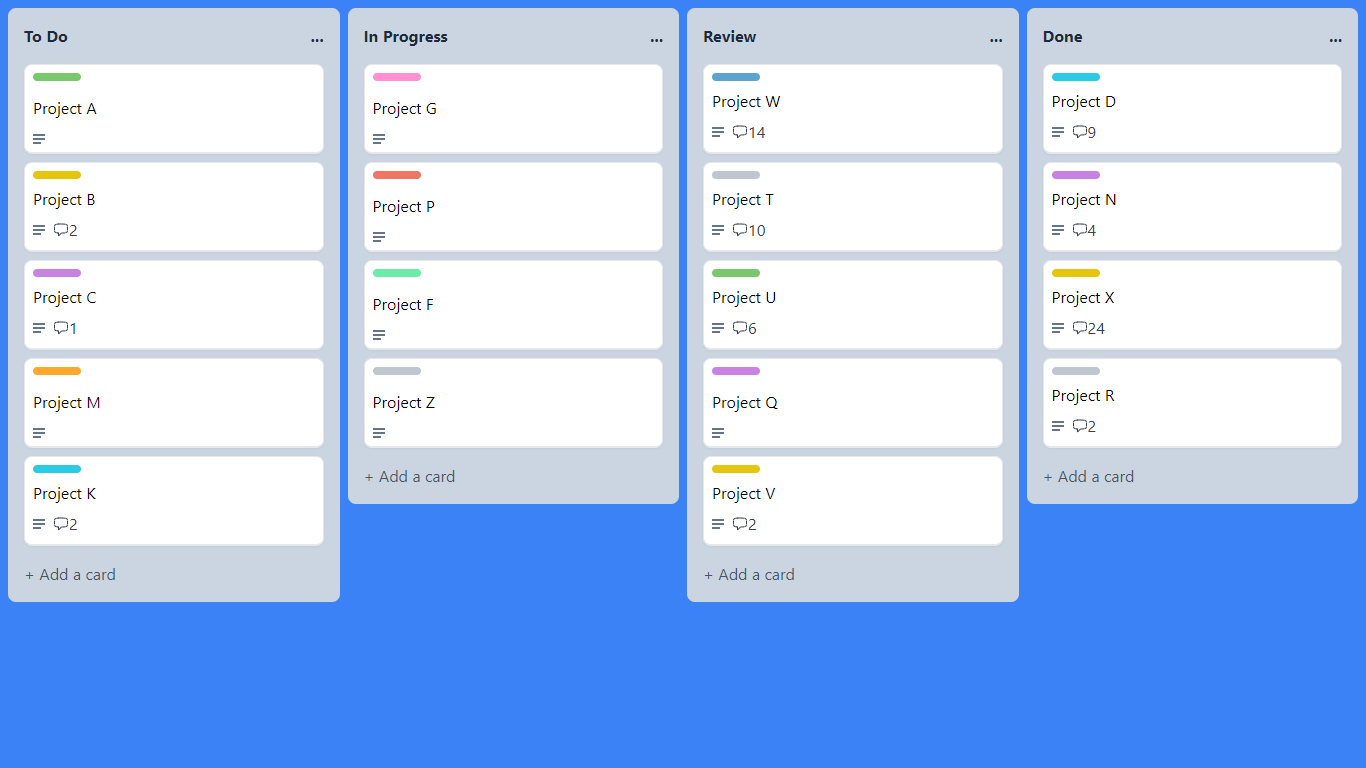 To Do
...
Project A
Project B
2
Project C
1
Project M
Project K
2
+ Add a card
In Progress
...
Project G
Project P
Project F
Project Z
+ Add a card
Review
...
Project W
14
Project T
10
Project U
6
Project Q
Project V
2
+ Add a card
Done
...
Project D
9
Project N
4
Project X
24
Project R
2
+ Add a card